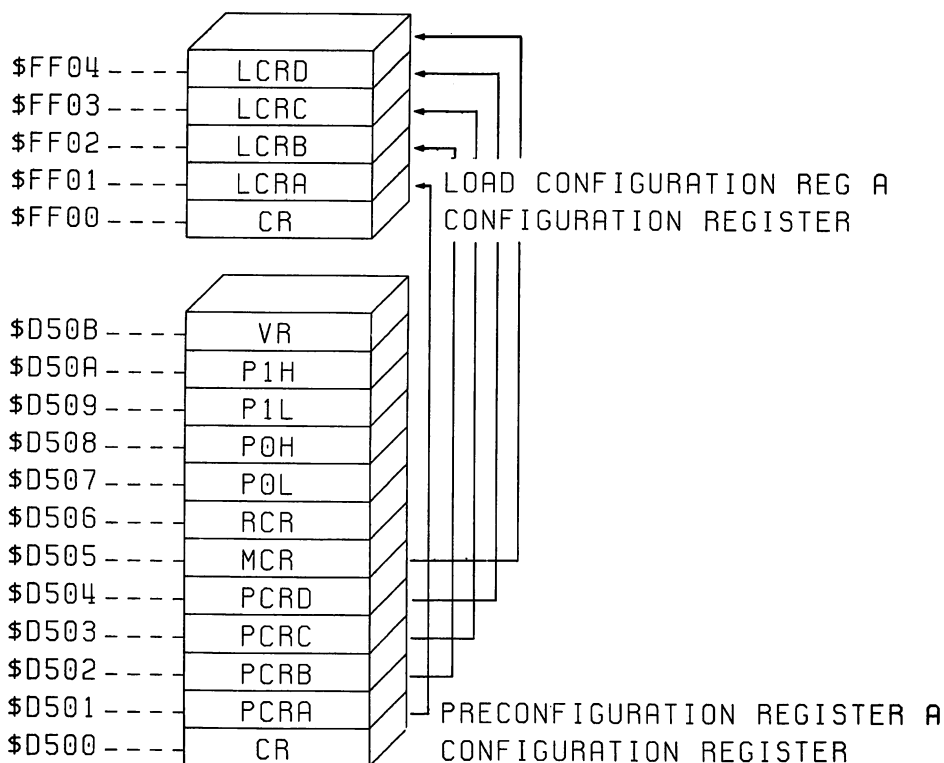 $FF04---- LCRD
$FF03---- LCRC
$FF02---- LCRB
$FF01---- LCRA LOAD CONFIGURATION REG A
$FF00---- CR CONFIGURATION REGISTER
$D50B---- VR
$D50A---- P1H
$D509---- P1L
$D508---- P0H
$D507---- P0L
$D506---- RCR
$D505---- MCR
$D504---- PCRD
$D503---- PCRC
$D502---- PCRB
$D501---- PCRA PRECONFIGURATION REGISTER A
$D500---- CR CONFIGURATION REGISTER